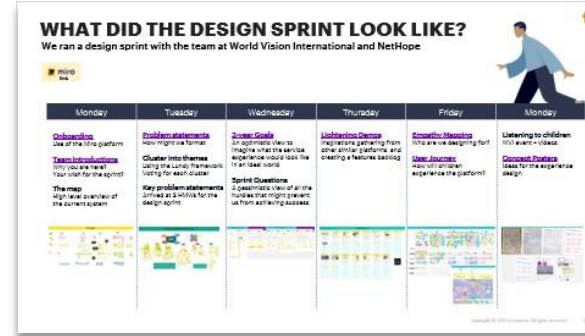 WHAT DID THE DESIGN SPRINT LOOK LIKE?
We ran a design sprint with the team at World Vision International and NetHope
miro
link
Monday
Tuesday
Wednesday
Thursday
Friday
Monday
Onboarding
Use of the Miro platform
Team introductions
Why you are here?
Your wish for the sprint?
The map
High level overview of
the current system
Problem statements
How might we format
Cluster into themes
Using the Lundy framework
Voting for each cluster
Key problem statements
Arrived at 5 HMWs for the
design sprint
2-year Goals
An optimistic view to
imagine what the service
experience would look like
in an ideal world
Sprint Questions
A pessimistic view of all the
hurdles that might prevent
us from achieving success
Lightening Demos
Inspirations gathering from
other similar platforms and
creating a features backlog
Empathy Mapping
Who are we designing for?
User Journey
How will children
experience the platform?
Listening to children
WVI event + videos
Concept Posters
Ideas for the experience
design